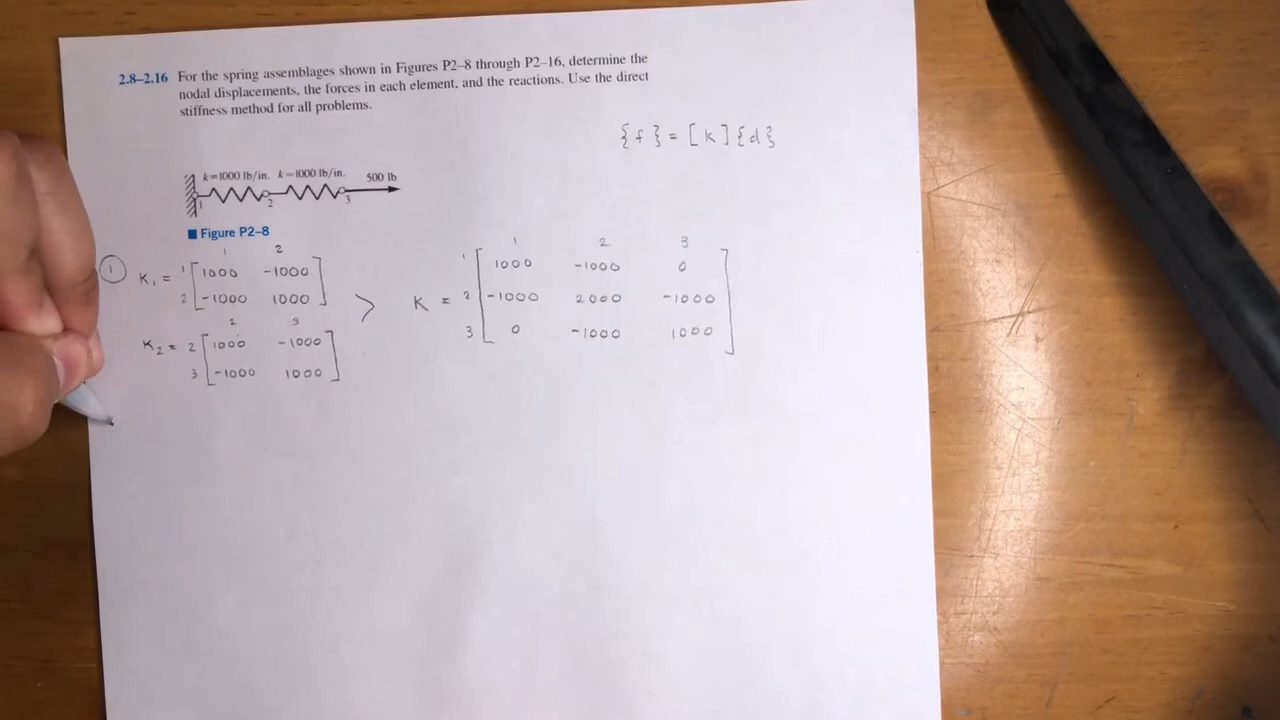 2.8–2.16 For the spring assemblages shown in Figures P2–8 through P2–16, determine the
nodal displacements, the forces in each element, and the reactions. Use the direct
stiffness method for all problems.
{f} = [k]{d}
k=1000 lb/in. k=1000 lb/in. 500 lb
1 2 3
■ Figure P2–8
1 2
① K₁ = 1 [1000 -1000
2 -1000 1000]
2 3
K₂ = 2 [1000 -1000
3 -1000 1000]
>
1 2 3
1 [1000 -1000 0
K = 2 -1000 2000 -1000
3 0 -1000 1000]